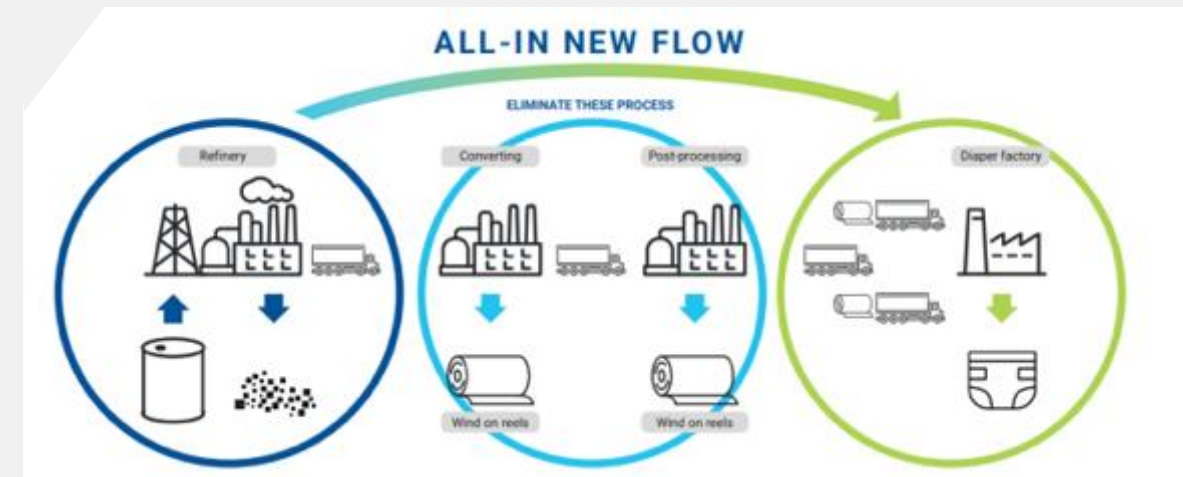 ALL-IN NEW FLOW
ELIMINATE THESE PROCESS
Refinery
Converting
Post-processing
Diaper factory
Wind on reels
Wind on reels